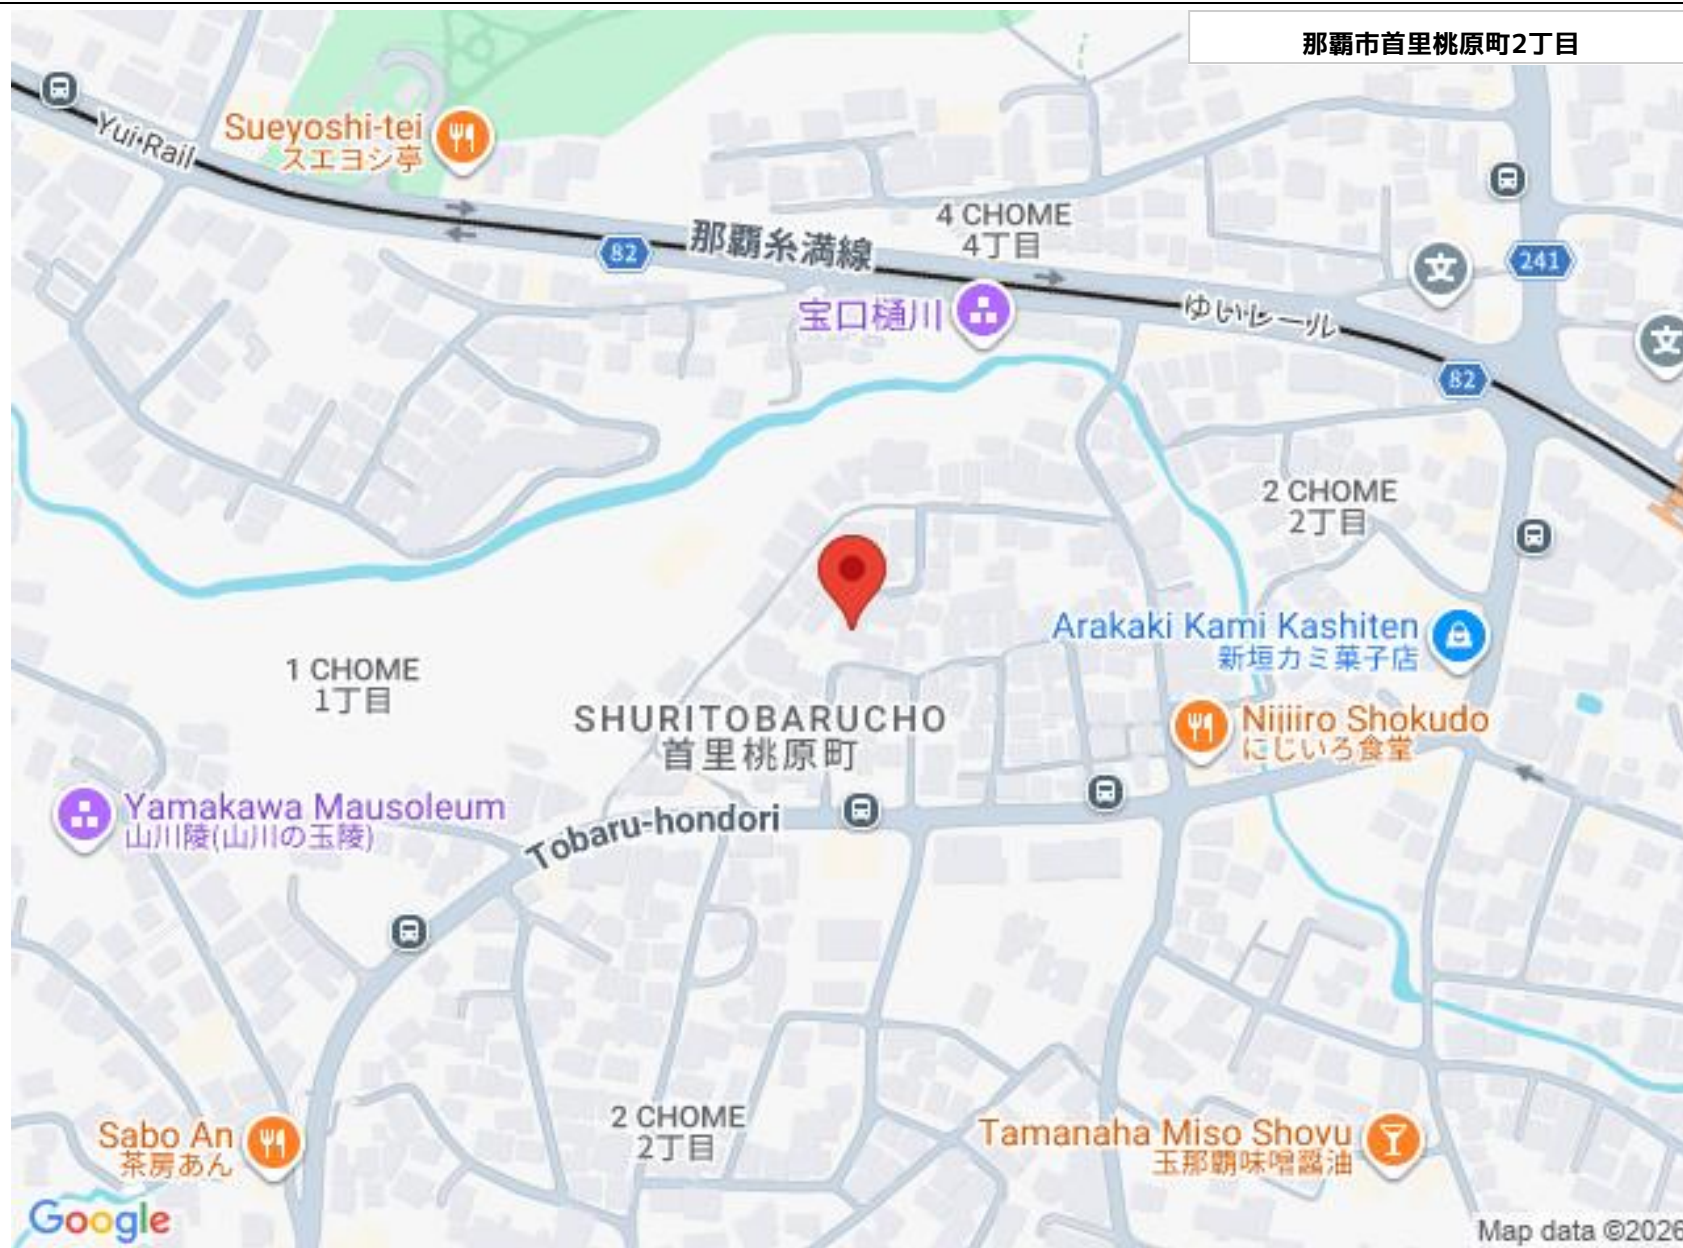 那覇市首里桃原町2丁目
Yui-Rail
Sueyoshi-tei
スエヨシ亭
82
那覇糸満線
4 CHOME
4丁目
241
宝口樋川
ゆいレール
82
2 CHOME
2丁目
Arakaki Kami Kashiten
新垣カミ菓子店
1 CHOME
1丁目
SHURITOBARUCHO
首里桃原町
Nijiiro Shokudo
にじいろ食堂
Yamakawa Mausoleum
山川陵(山川の玉陵)
Tobaru-hondori
2 CHOME
2丁目
Sabo An
茶房あん
Tamanaha Miso Shoyu
玉那覇味噌醤油
Google
Map data ©2026
文
文